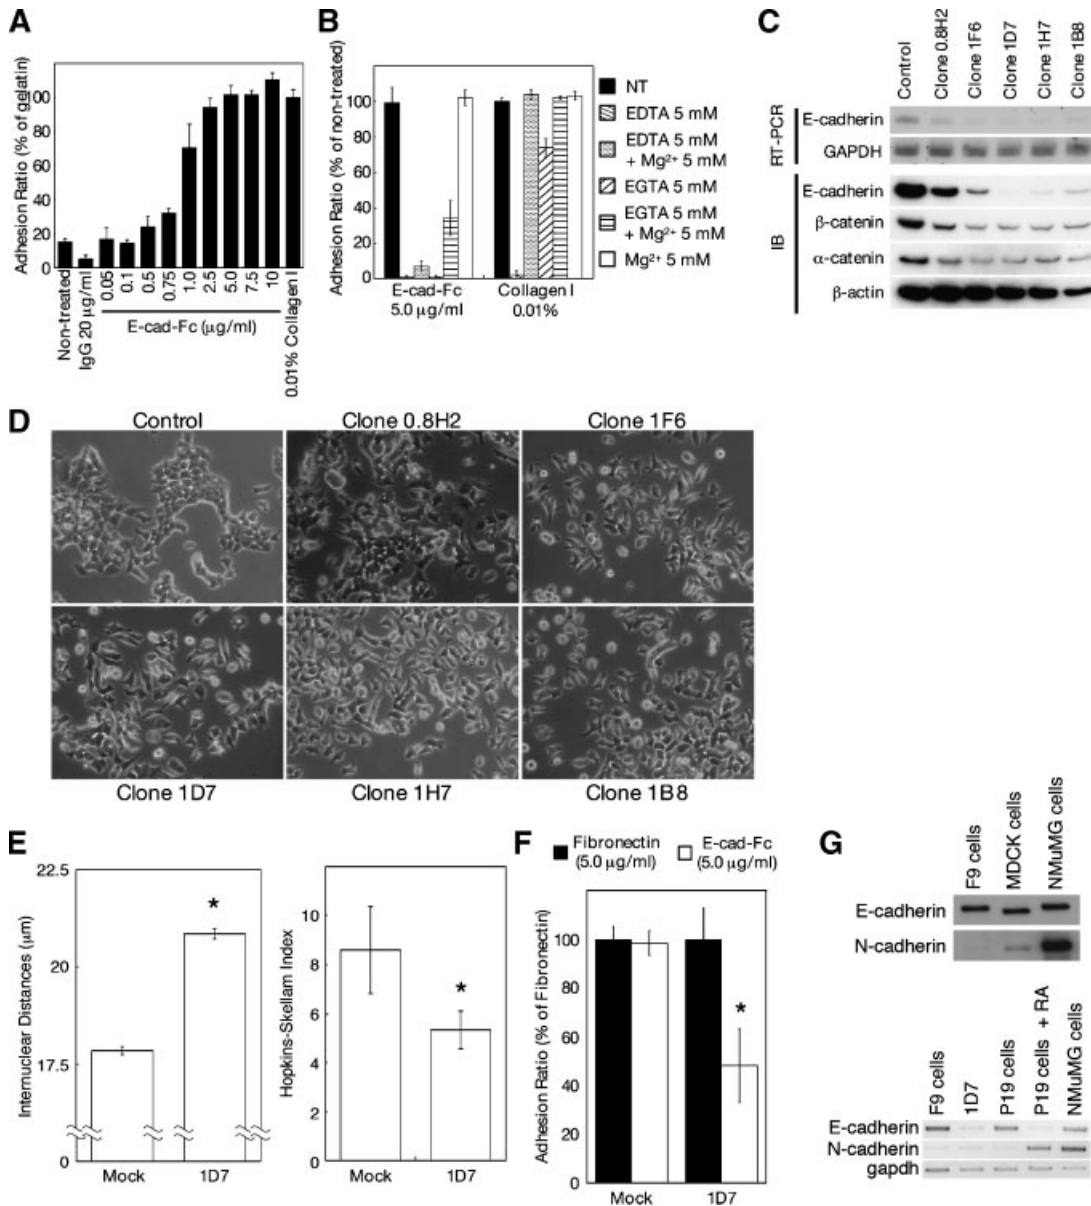 A
Adhesion Ratio (% of gelatin)
100
80
60
40
20
0
Non-treated
IgG 20 µg/ml
0.05
0.1
0.5
0.75
1.0
2.5
5.0
7.5
10
0.01% Collagen I
E-cad-Fc (µg/ml)
B
Adhesion Ratio (% of non-treated)
100
80
60
40
20
0
E-cad-Fc
5.0 µg/ml
Collagen I
0.01%
NT
EDTA 5 mM
EDTA 5 mM
+ Mg²⁺ 5 mM
EGTA 5 mM
EGTA 5 mM
+ Mg²⁺ 5 mM
Mg²⁺ 5 mM
C
Control
Clone 0.8H2
Clone 1F6
Clone 1D7
Clone 1H7
Clone 1B8
RT-PCR
E-cadherin
GAPDH
IB
E-cadherin
β-catenin
α-catenin
β-actin
D
Control
Clone 0.8H2
Clone 1F6
Clone 1D7
Clone 1H7
Clone 1B8
E
Internuclear Distances (µm)
22.5
20
17.5
0
*
Mock
1D7
Hopkins-Skellam Index
10
8
6
4
2
0
*
Mock
1D7
F
Fibronectin
(5.0 µg/ml)
E-cad-Fc
(5.0 µg/ml)
Adhesion Ratio (% of Fibronectin)
100
80
60
40
20
0
*
Mock
1D7
G
F9 cells
MDCK cells
NMuMG cells
E-cadherin
N-cadherin
F9 cells
1D7
P19 cells
P19 cells + RA
NMuMG cells
E-cadherin
N-cadherin
gapdh